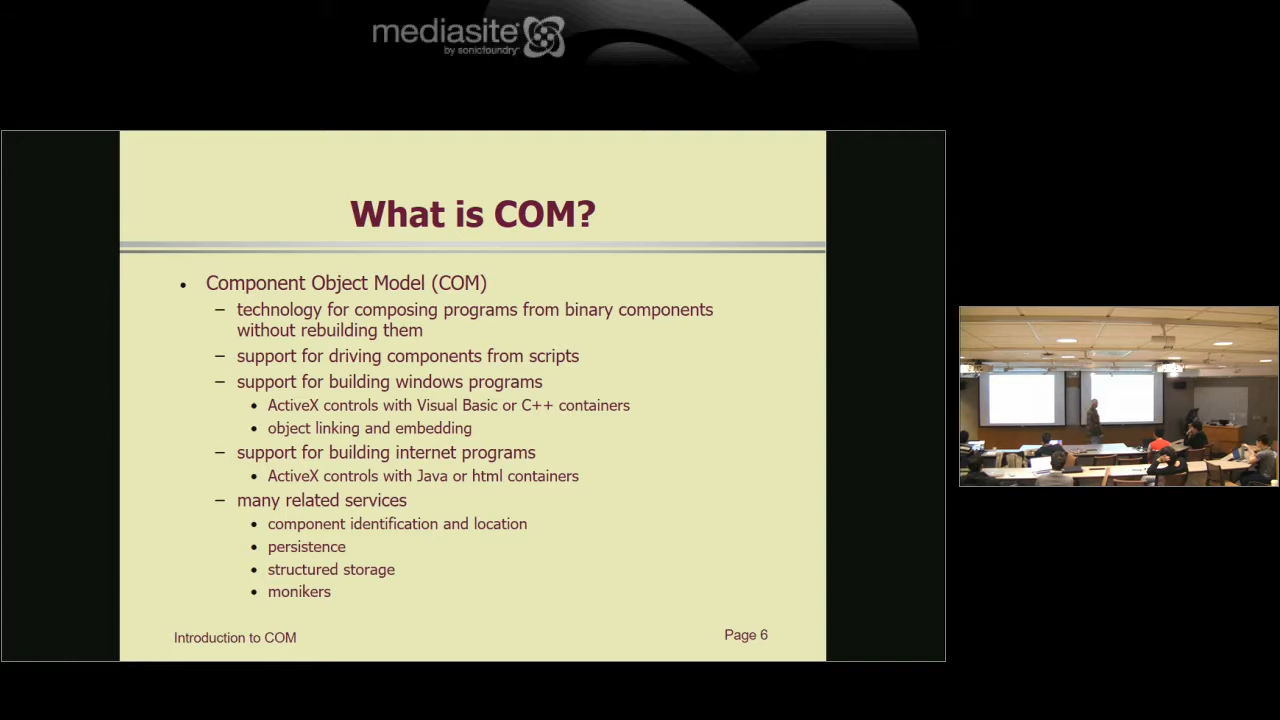 mediasite
by sonicfoundry
What is COM?
• Component Object Model (COM)
– technology for composing programs from binary components
without rebuilding them
– support for driving components from scripts
– support for building windows programs
• ActiveX controls with Visual Basic or C++ containers
• object linking and embedding
– support for building internet programs
• ActiveX controls with Java or html containers
– many related services
• component identification and location
• persistence
• structured storage
• monikers
Introduction to COM
Page 6